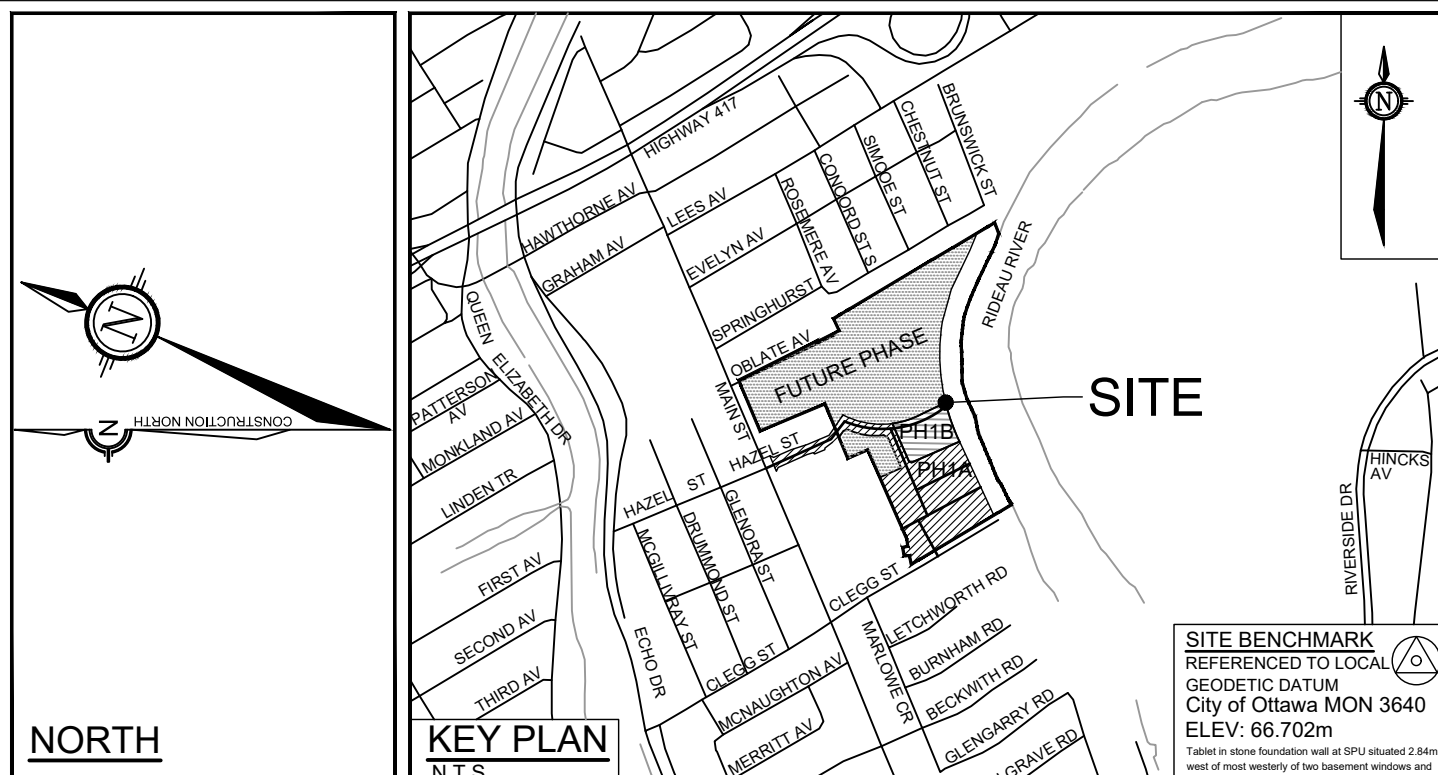 N
N
CONSTRUCTION NORTH
NORTH
HIGHWAY 417
HAWTHORNE AV
GRAHAM AV
LEES AV
EVELYN AV
SPRINGHURST
OBLATE AV
ROSEMERE AV
CONCORD ST S
SIMCOE ST
CHESTNUT ST
BRUNSWICK ST
N
RIDEAU RIVER
QUEEN ELIZABETH DR
PATTERSON
AV
MONKLAND AV
LINDEN TR
FIRST AV
SECOND AV
THIRD AV
ECHO DR
MAIN ST
FUTURE PHASE
SITE
PH1B
PH1A
HAZEL ST
HAZEL ST
MCGILLIVRAY ST
DRUMMOND ST
GLENORA ST
CLEGG ST
CLEGG ST
MCNAUGHTON AV
MERRITT AV
MARLOWE CR
LETCHWORTH RD
BURNHAM RD
BECKWITH RD
GLENGARRY RD
LGRAVE RD
RIVERSIDE DR
HINCKS
AV
KEY PLAN
N.T.S.
SITE BENCHMARK
REFERENCED TO LOCAL
GEODETIC DATUM
City of Ottawa MON 3640
ELEV: 66.702m
Tablet in stone foundation wall at SPU situated 2.84m
west of most westerly of two basement windows and